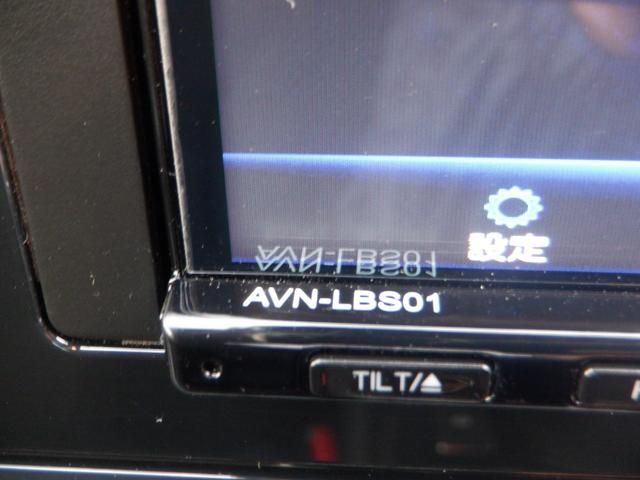 設定
AVN-LBS01
TILT/⏏